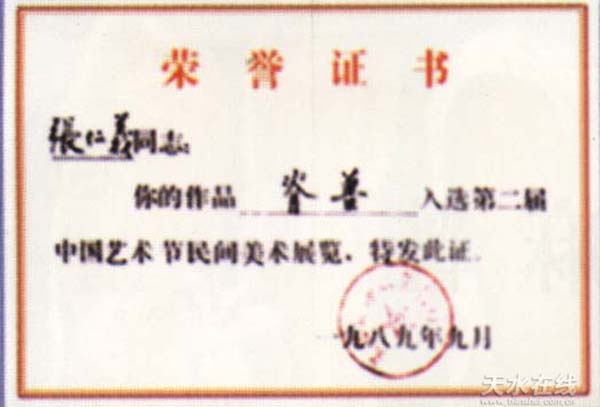 荣誉证书
張仁義同志:
你的作品 脊兽 入选第二届
中国艺术节民间美术展览、特发此证.
一九八九年九月
天水在线